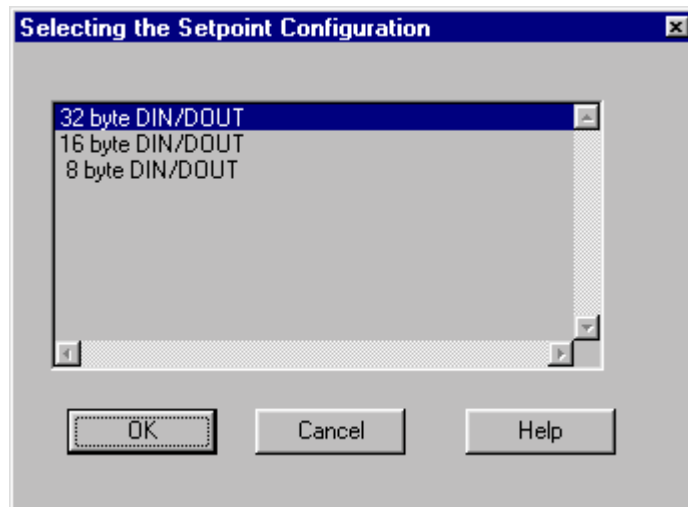 Selecting the Setpoint Configuration
32 byte DIN/DOUT
16 byte DIN/DOUT
8 byte DIN/DOUT
OK
Cancel
Help